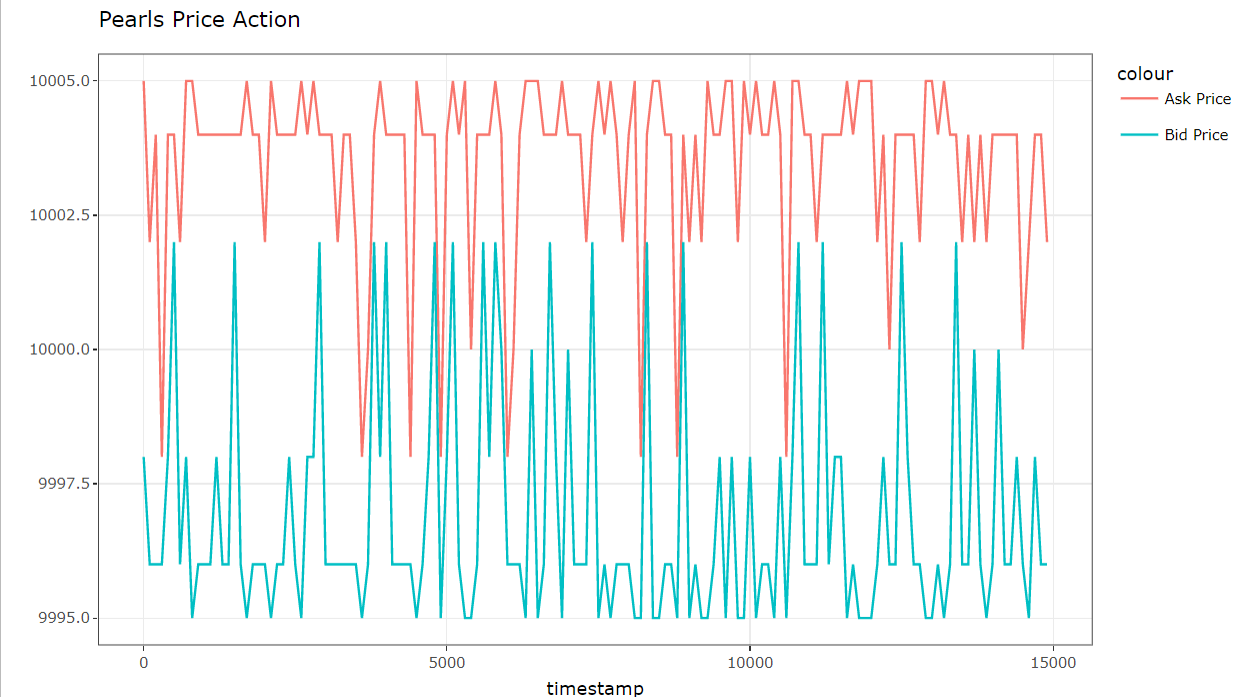 Pearls Price Action
colour
Ask Price
Bid Price
10005.0
10002.5
10000.0
9997.5
9995.0
0 5000 10000 15000
timestamp